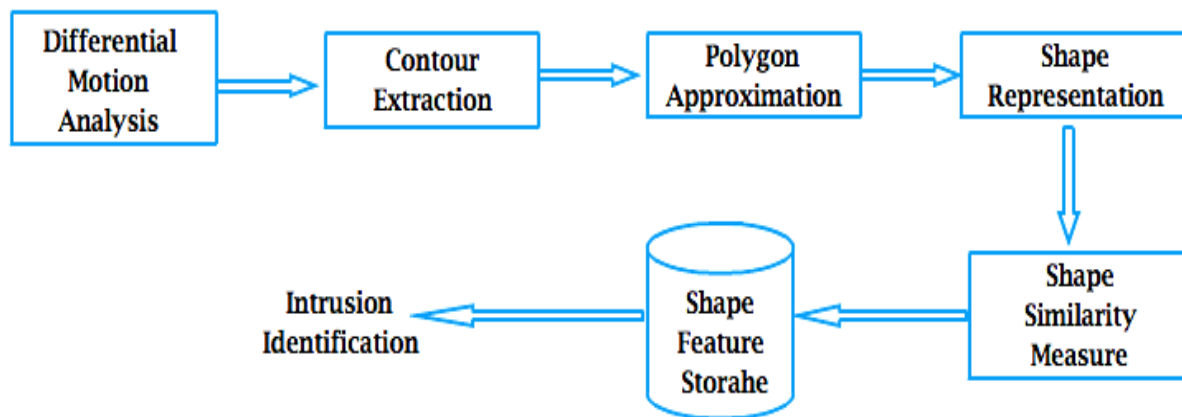 Differential
Motion
Analysis
Contour
Extraction
Polygon
Approximation
Shape
Representation
Shape
Similarity
Measure
Shape
Feature
Storahe
Intrusion
Identification